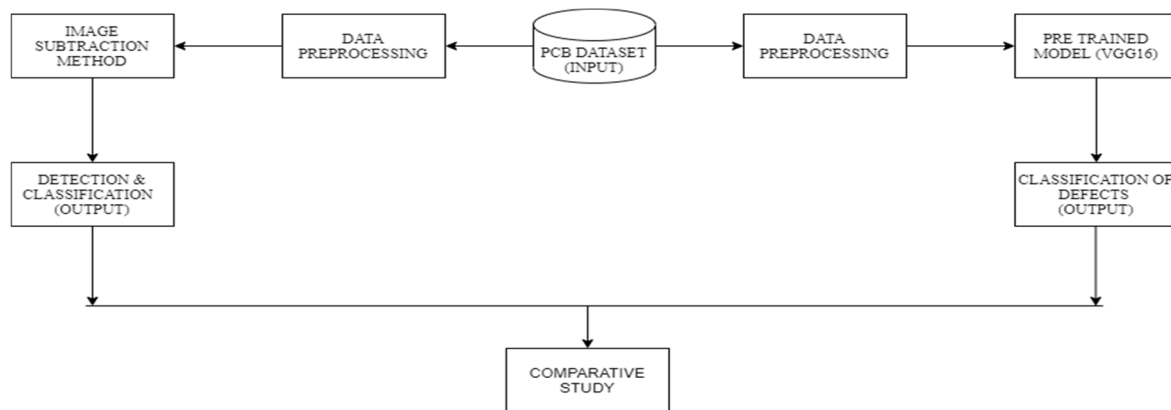 IMAGE
SUBTRACTION
METHOD
DATA
PREPROCESSING
PCB DATASET
(INPUT)
DATA
PREPROCESSING
PRE TRAINED
MODEL (VGG16)
DETECTION &
CLASSIFICATION
(OUTPUT)
CLASSIFICATION OF
DEFECTS
(OUTPUT)
COMPARATIVE
STUDY